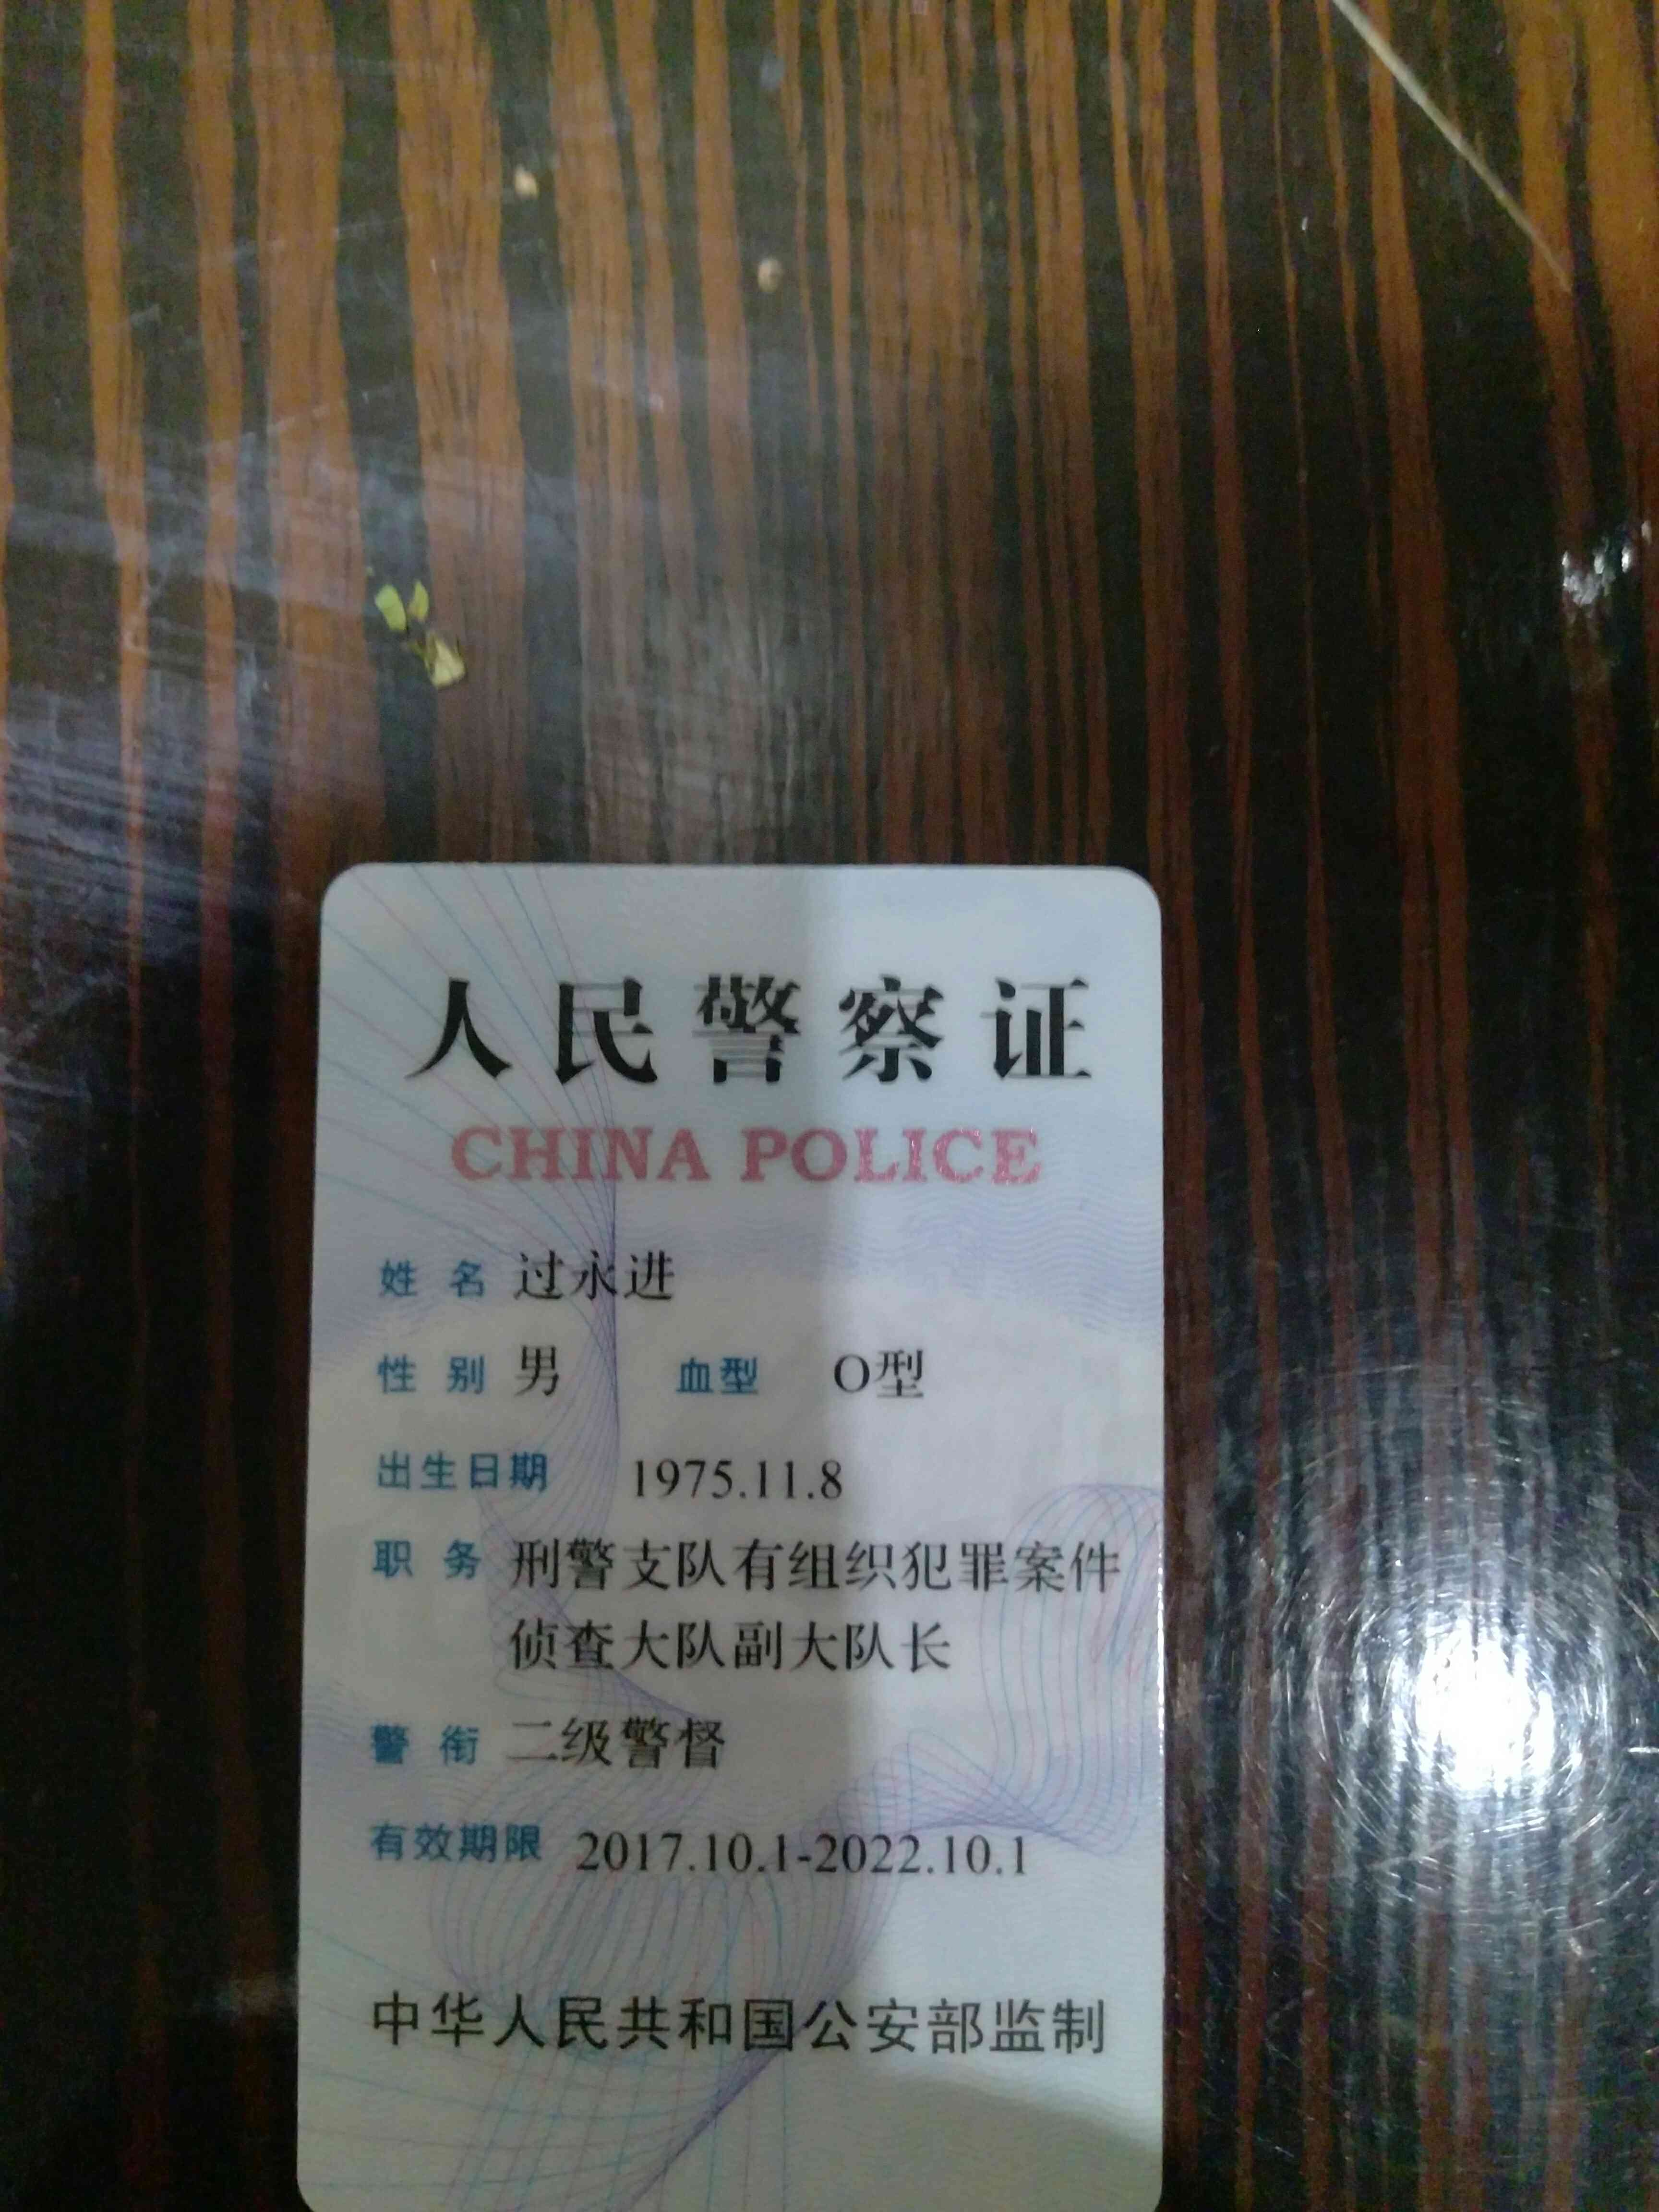 人民警察证
CHINA POLICE
姓名 过永进
性别 男 血型 O型
出生日期 1975.11.8
职务 刑警支队有组织犯罪案件
侦查大队副大队长
警衔 二级警督
有效期限 2017.10.1-2022.10.1
中华人民共和国公安部监制